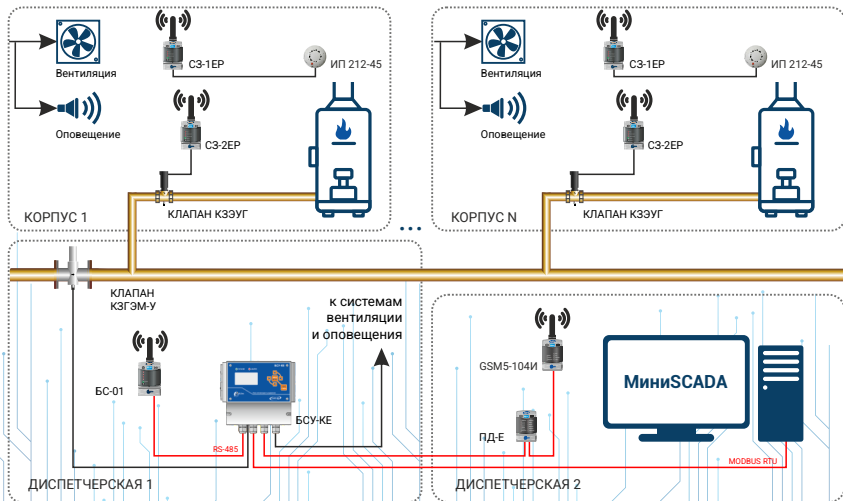 Вентиляция
СЗ-1ЕР
ИП 212-45
Оповещение
СЗ-2ЕР
КОРПУС 1
КЛАПАН КЗЭУГ
...
Вентиляция
СЗ-1ЕР
ИП 212-45
Оповещение
СЗ-2ЕР
КОРПУС N
КЛАПАН КЗЭУГ
КЛАПАН
КЗГЭМ-У
к системам
вентиляции
и оповещения
БС-01
БСУ-КЕ
RS-485
ДИСПЕТЧЕРСКАЯ 1
GSM5-104И
ПД-Е
МиниSCADA
MODBUS RTU
ДИСПЕТЧЕРСКАЯ 2